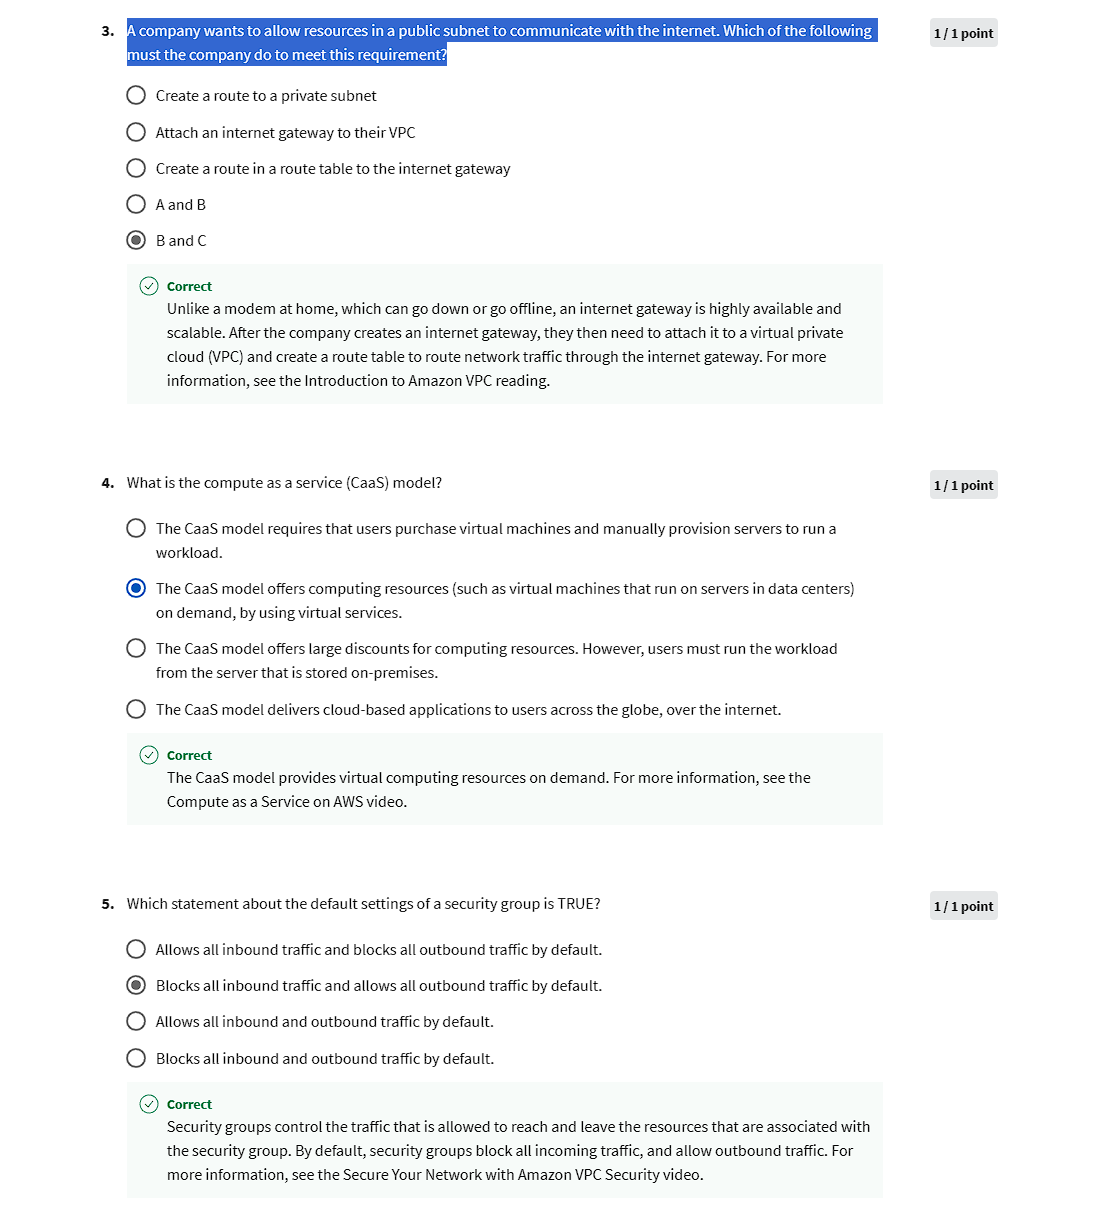 3. A company wants to allow resources in a public subnet to communicate with the internet. Which of the following
must the company do to meet this requirement?
1 / 1 point
Create a route to a private subnet
Attach an internet gateway to their VPC
Create a route in a route table to the internet gateway
A and B
B and C
Correct
Unlike a modem at home, which can go down or go offline, an internet gateway is highly available and
scalable. After the company creates an internet gateway, they then need to attach it to a virtual private
cloud (VPC) and create a route table to route network traffic through the internet gateway. For more
information, see the Introduction to Amazon VPC reading.
4. What is the compute as a service (CaaS) model?
1 / 1 point
The CaaS model requires that users purchase virtual machines and manually provision servers to run a
workload.
The CaaS model offers computing resources (such as virtual machines that run on servers in data centers)
on demand, by using virtual services.
The CaaS model offers large discounts for computing resources. However, users must run the workload
from the server that is stored on-premises.
The CaaS model delivers cloud-based applications to users across the globe, over the internet.
Correct
The CaaS model provides virtual computing resources on demand. For more information, see the
Compute as a Service on AWS video.
5. Which statement about the default settings of a security group is TRUE?
1 / 1 point
Allows all inbound traffic and blocks all outbound traffic by default.
Blocks all inbound traffic and allows all outbound traffic by default.
Allows all inbound and outbound traffic by default.
Blocks all inbound and outbound traffic by default.
Correct
Security groups control the traffic that is allowed to reach and leave the resources that are associated with
the security group. By default, security groups block all incoming traffic, and allow outbound traffic. For
more information, see the Secure Your Network with Amazon VPC Security video.